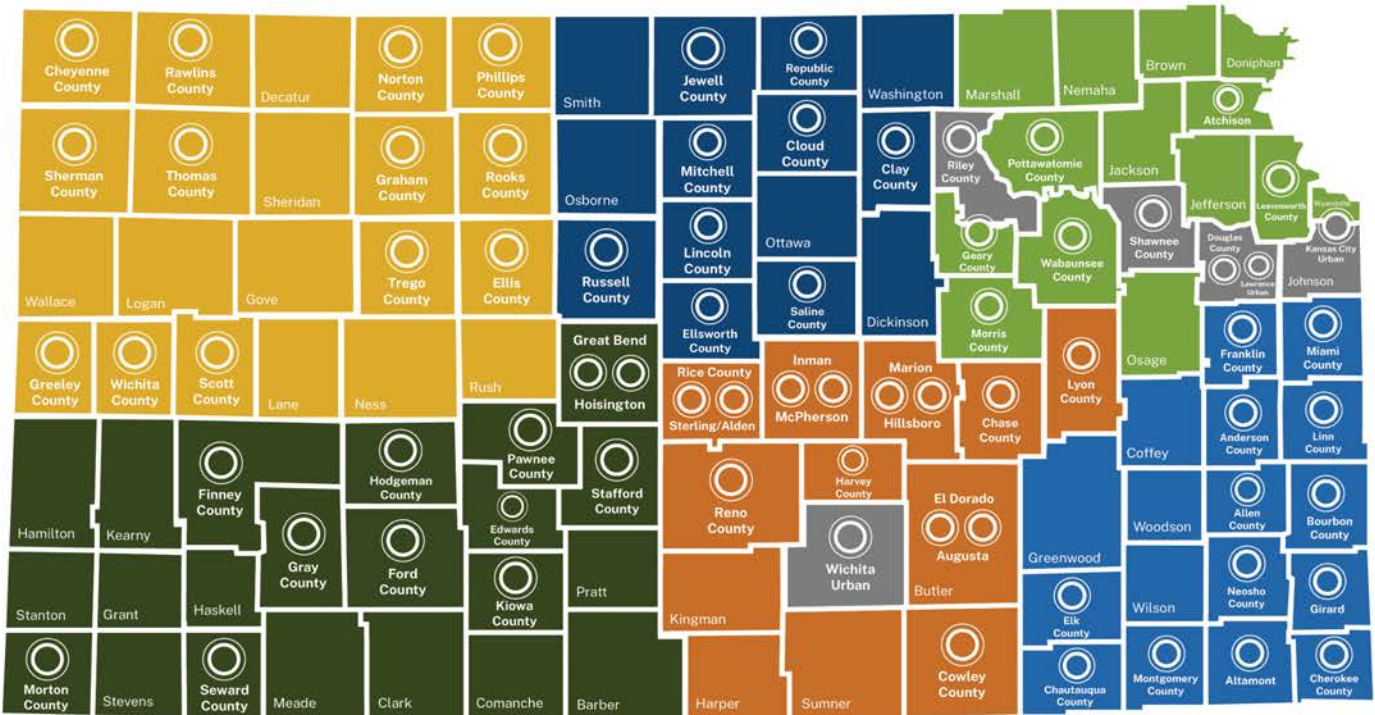 Cheyenne
County
Rawlins
County
Decatur
Norton
County
Phillips
County
Smith
Jewell
County
Republic
County
Washington
Marshall
Nemaha
Brown
Doniphan
Sherman
County
Thomas
County
Sheridan
Graham
County
Rooks
County
Osborne
Mitchell
County
Cloud
County
Clay
County
Riley
County
Pottawatomie
County
Jackson
Atchison
Jefferson
Leavenworth
County
Wyandotte
Wallace
Logan
Gove
Trego
County
Ellis
County
Russell
County
Lincoln
County
Ottawa
Saline
County
Dickinson
Geary
County
Wabaunsee
County
Shawnee
County
Douglas
County
Lawrence
Urban
Kansas City
Urban
Johnson
Greeley
County
Wichita
County
Scott
County
Lane
Ness
Rush
Great Bend
Hoisington
Ellsworth
County
Rice County
Sterling/Alden
Inman
McPherson
Marion
Hillsboro
Morris
County
Chase
County
Lyon
County
Osage
Franklin
County
Miami
County
Hamilton
Kearny
Finney
County
Hodgeman
County
Pawnee
County
Stafford
County
Edwards
County
Reno
County
Harvey
County
El Dorado
Augusta
Butler
Greenwood
Coffey
Anderson
County
Linn
County
Woodson
Allen
County
Bourbon
County
Stanton
Grant
Haskell
Gray
County
Ford
County
Kiowa
County
Pratt
Kingman
Wichita
Urban
Elk
County
Wilson
Neosho
County
Girard
Morton
County
Stevens
Seward
County
Meade
Clark
Comanche
Barber
Harper
Sumner
Cowley
County
Chautauqua
County
Montgomery
County
Altamont
Cherokee
County